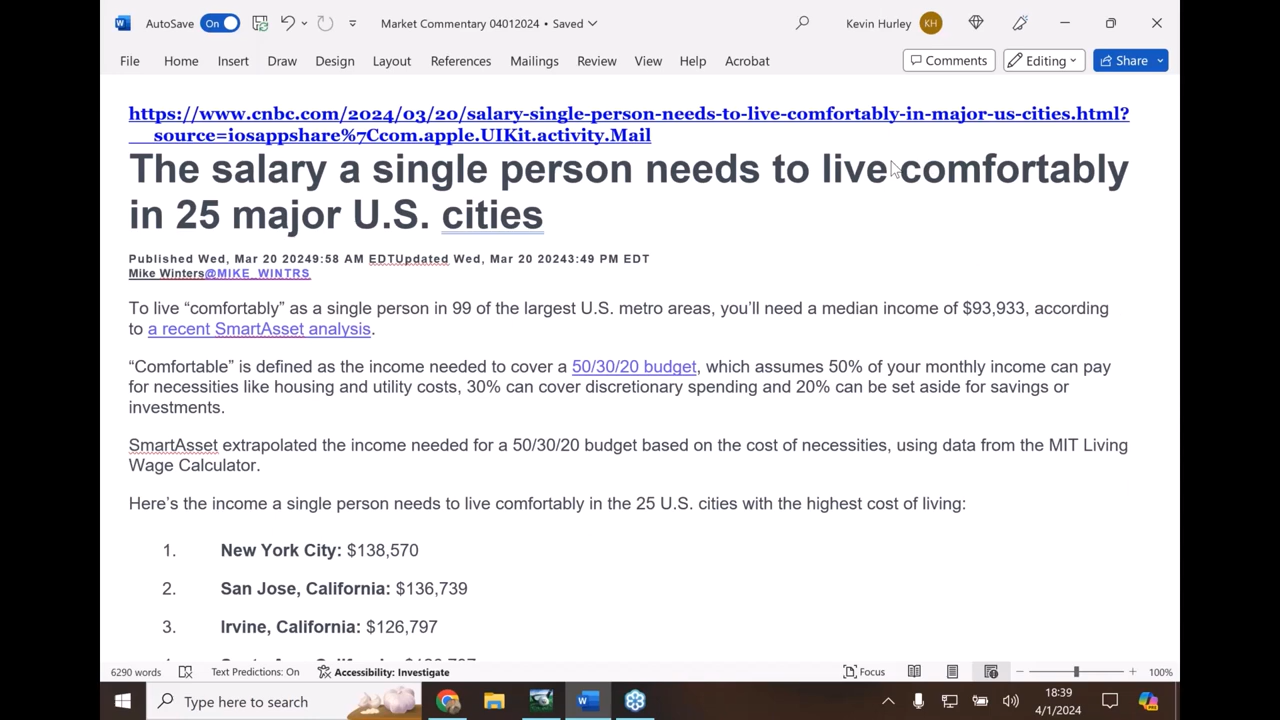 AutoSave On Market Commentary 04012024 • Saved Kevin Hurley KH
File Home Insert Draw Design Layout References Mailings Review View Help Acrobat Comments Editing Share
https://www.cnbc.com/2024/03/20/salary-single-person-needs-to-live-comfortably-in-major-us-cities.html?
source=iosappshare%7Ccom.apple.UIKit.activity.Mail
The salary a single person needs to live comfortably
in 25 major U.S. cities
Published Wed, Mar 20 20249:58 AM EDTUpdated Wed, Mar 20 20243:49 PM EDT
Mike Winters@MIKE_WINTRS
To live “comfortably” as a single person in 99 of the largest U.S. metro areas, you’ll need a median income of $93,933, according
to a recent SmartAsset analysis.
“Comfortable” is defined as the income needed to cover a 50/30/20 budget, which assumes 50% of your monthly income can pay
for necessities like housing and utility costs, 30% can cover discretionary spending and 20% can be set aside for savings or
investments.
SmartAsset extrapolated the income needed for a 50/30/20 budget based on the cost of necessities, using data from the MIT Living
Wage Calculator.
Here’s the income a single person needs to live comfortably in the 25 U.S. cities with the highest cost of living:
1. New York City: $138,570
2. San Jose, California: $136,739
3. Irvine, California: $126,797
6290 words Text Predictions: On Accessibility: Investigate Focus 100%
Type here to search 18:39
4/1/2024